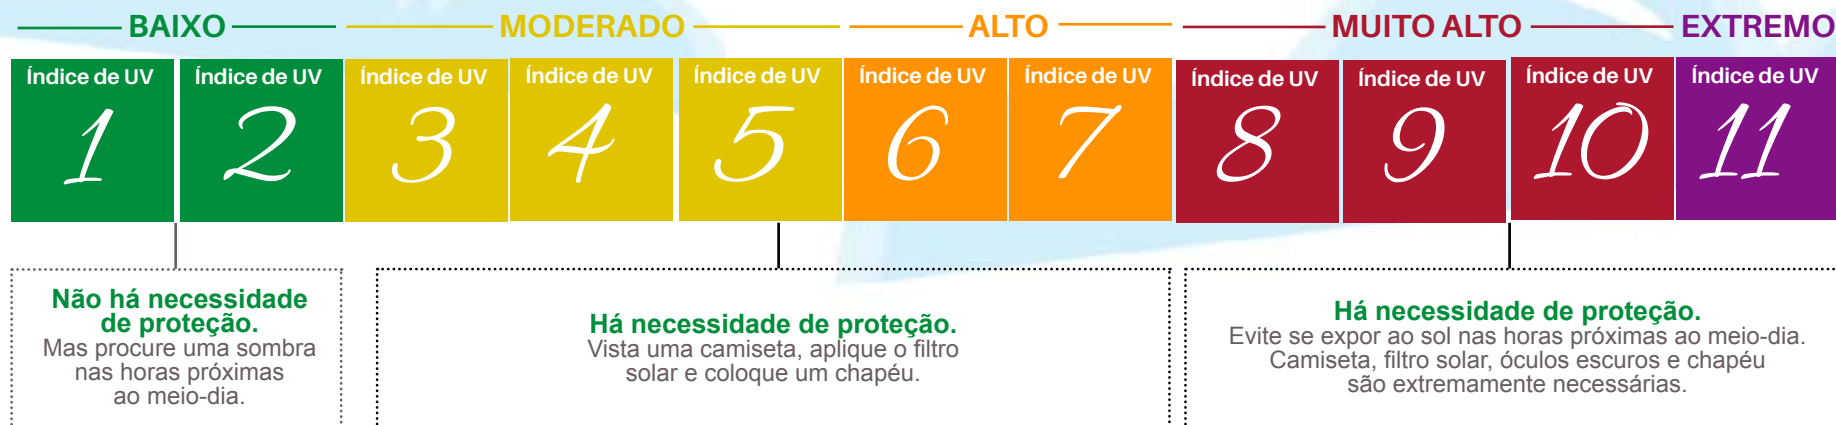 BAIXO MODERADO ALTO MUITO ALTO EXTREMO
Índice de UV Índice de UV Índice de UV Índice de UV Índice de UV Índice de UV Índice de UV Índice de UV Índice de UV Índice de UV Índice de UV
1 2 3 4 5 6 7 8 9 10 11
Não há necessidade
de proteção.
Mas procure uma sombra
nas horas próximas
ao meio-dia.
Há necessidade de proteção.
Vista uma camiseta, aplique o filtro
solar e coloque um chapéu.
Há necessidade de proteção.
Evite se expor ao sol nas horas próximas ao meio-dia.
Camiseta, filtro solar, óculos escuros e chapéu
são extremamente necessárias.